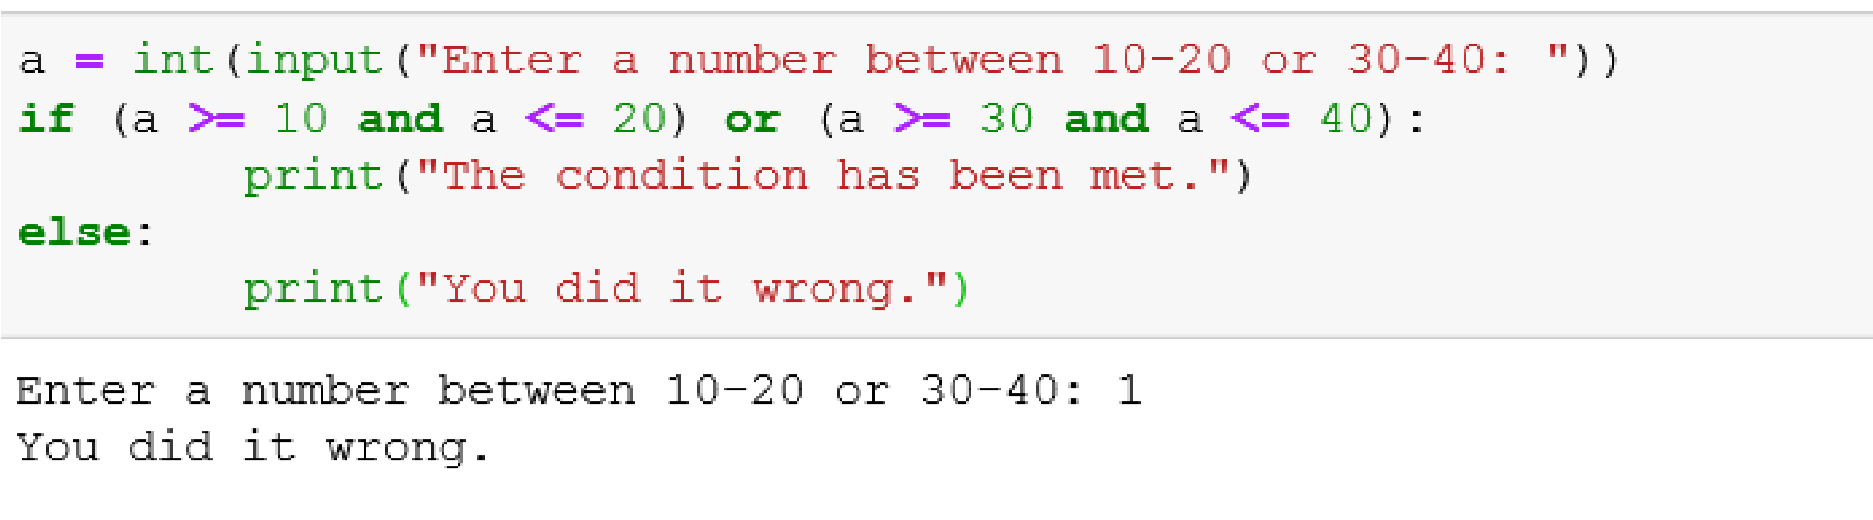 a = int(input("Enter a number between 10-20 or 30-40: "))
if (a >= 10 and a <= 20) or (a >= 30 and a <= 40):
        print("The condition has been met.")
else:
        print("You did it wrong.")
Enter a number between 10-20 or 30-40: 1
You did it wrong.